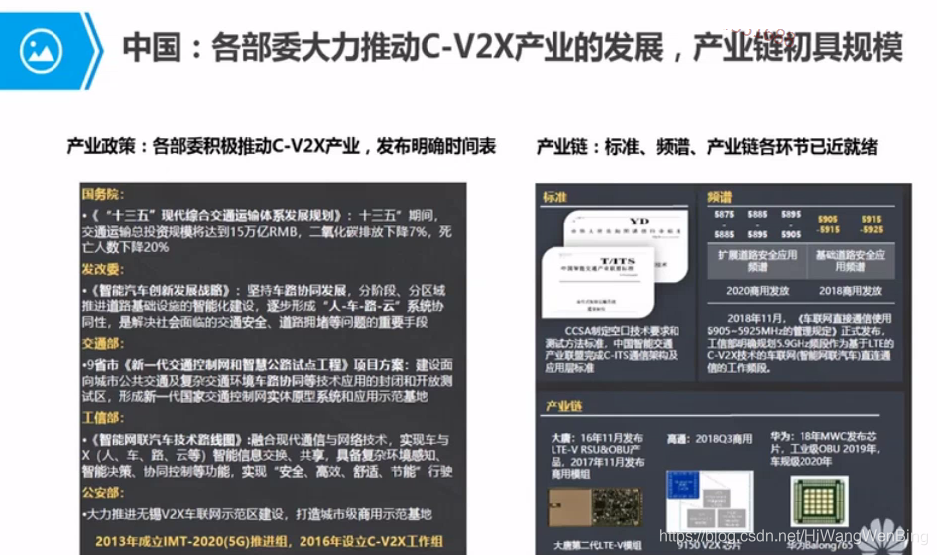 中国：各部委大力推动C-V2X产业的发展，产业链初具规模
产业政策：各部委积极推动C-V2X产业，发布明确时间表
国务院：
•《“十三五”现代综合交通运输体系发展规划》：十三五”期间，
交通运输总投资规模将达到15万亿RMB，二氧化碳排放下降7%，死
亡人数下降20%
发改委：
•《智能汽车创新发展战略》：坚持车路协同发展，分阶段、分区域
推进道路基础设施的智能化建设，逐步形成“人-车-路-云”系统协
同性，是解决社会面临的交通安全、道路拥堵等问题的重要手段
交通部：
•9省市《新一代交通控制网和智慧公路试点工程》项目方案：建设面
向城市公共交通及复杂交通环境车路协同等技术应用的封闭和开放测
试区，形成新一代国家交通控制网实体原型系统和应用示范基地
工信部：
•《智能网联汽车技术路线图》:融合现代通信与网络技术，实现车与
X（人、车、路、云等）智能信息交换、共享，具备复杂环境感知、
智能决策、协同控制等功能，实现“安全、高效、舒适、节能”行驶
公安部：
•大力推进无锡V2X车联网示范区建设，打造城市级商用示范基地
2013年成立IMT-2020(5G)推进组，2016年设立C-V2X工作组
产业链：标准、频谱、产业链各环节已近就绪
标准
YD
T/ITS
CCSA制定空口技术要求和
测试方法标准，中国智能交通
产业联盟完成C-ITS通信架构及
应用层标准
频谱
5875 5885 5895 5905 5915
- - - -5915 -5925
5885 5895 5905
扩展道路安全应用
频谱
基础道路安全应
用频谱
2020商用发放
2018商用发放
2018年11月，《车联网直接通信使用
5905~5925MHz的管理规定》正式发布，
工信部明确规划5.9GHz频段作为基于LTE的
C-V2X技术的车联网(智能网联汽车)直连通
信的工作频段。
产业链
大唐：16年11月发布
LTE-V RSU&OBU产
品，2017年11月发布
商用模组
大唐第二代LTE-V模组
高通：2018Q3商用
9150 V2X 芯片
华为：18年MWC发布芯
片，工业级OBU 2019年，
车规级2020年
华为Balong765
https://blog.csdn.net/HiWangWenBing